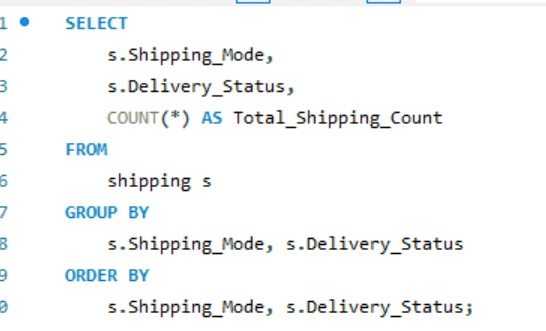 1 SELECT
2 s.Shipping_Mode,
3 s.Delivery_Status,
4 COUNT(*) AS Total_Shipping_Count
5 FROM
6 shipping s
7 GROUP BY
8 s.Shipping_Mode, s.Delivery_Status
9 ORDER BY
0 s.Shipping_Mode, s.Delivery_Status;